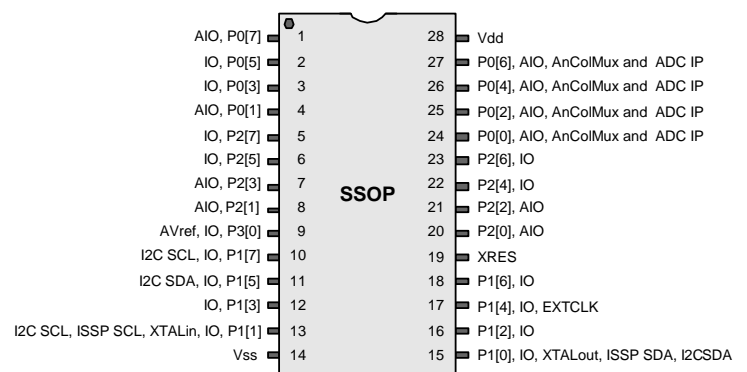 AIO, P0[7] 1 28 Vdd
IO, P0[5] 2 27 P0[6], AIO, AnColMux and ADC IP
IO, P0[3] 3 26 P0[4], AIO, AnColMux and ADC IP
AIO, P0[1] 4 25 P0[2], AIO, AnColMux and ADC IP
IO, P2[7] 5 24 P0[0], AIO, AnColMux and ADC IP
IO, P2[5] 6 23 P2[6], IO
AIO, P2[3] 7 22 P2[4], IO
SSOP
AIO, P2[1] 8 21 P2[2], AIO
AVref, IO, P3[0] 9 20 P2[0], AIO
I2C SCL, IO, P1[7] 10 19 XRES
I2C SDA, IO, P1[5] 11 18 P1[6], IO
IO, P1[3] 12 17 P1[4], IO, EXTCLK
I2C SCL, ISSP SCL, XTALin, IO, P1[1] 13 16 P1[2], IO
Vss 14 15 P1[0], IO, XTALout, ISSP SDA, I2CSDA